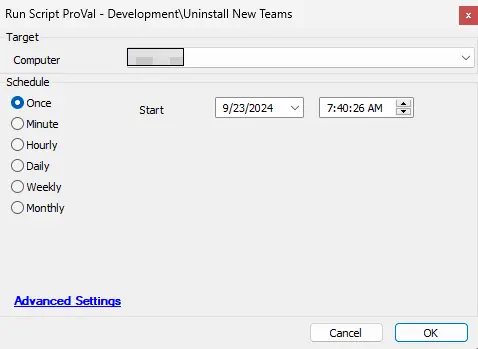 Run Script ProVal - Development\Uninstall New Teams
x
Target
Computer
Schedule
Once
Start
9/23/2024
7:40:26 AM
Minute
Hourly
Daily
Weekly
Monthly
Advanced Settings
Cancel
OK